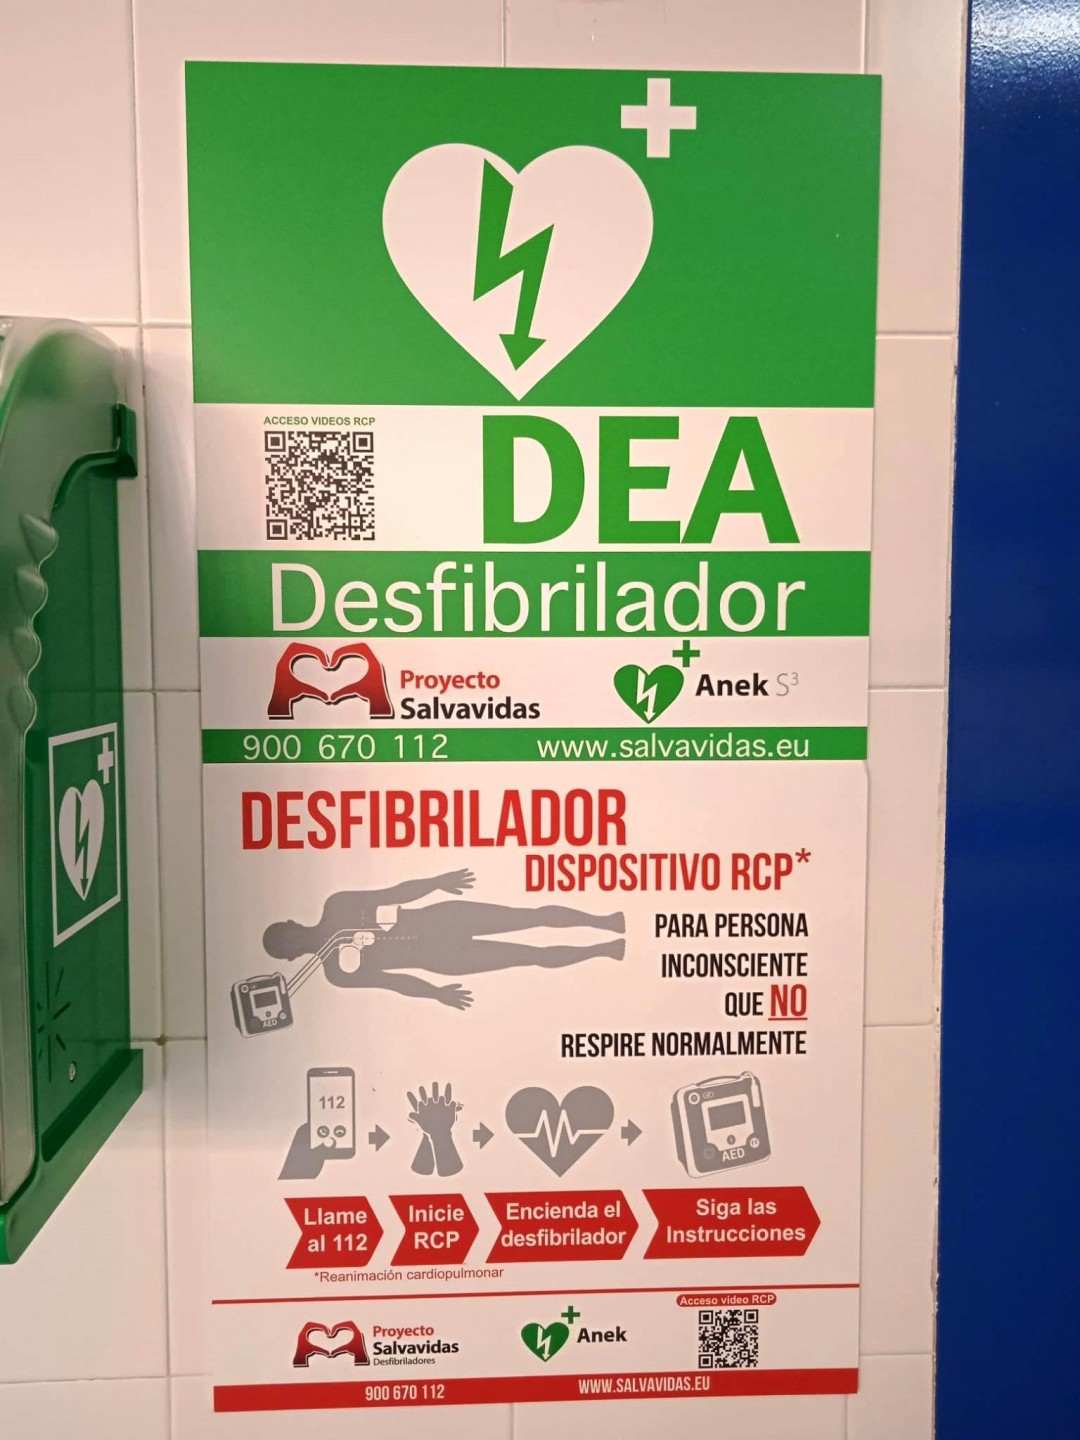 ACCESO VIDEOS RCP
DEA
Desfibrilador
Proyecto
Salvavidas
Anek S³
900 670 112
www.salvavidas.eu
DESFIBRILADOR
DISPOSITIVO RCP*
PARA PERSONA
INCONSCIENTE
QUE NO
RESPIRE NORMALMENTE
AED
112
AED
Llame
al 112
Inicie
RCP
Encienda el
desfibrilador
Siga las
Instrucciones
*Reanimación cardiopulmonar
Proyecto
Salvavidas
Desfibriladores
Anek
Acceso vídeo RCP
900 670 112
WWW.SALVAVIDAS.EU